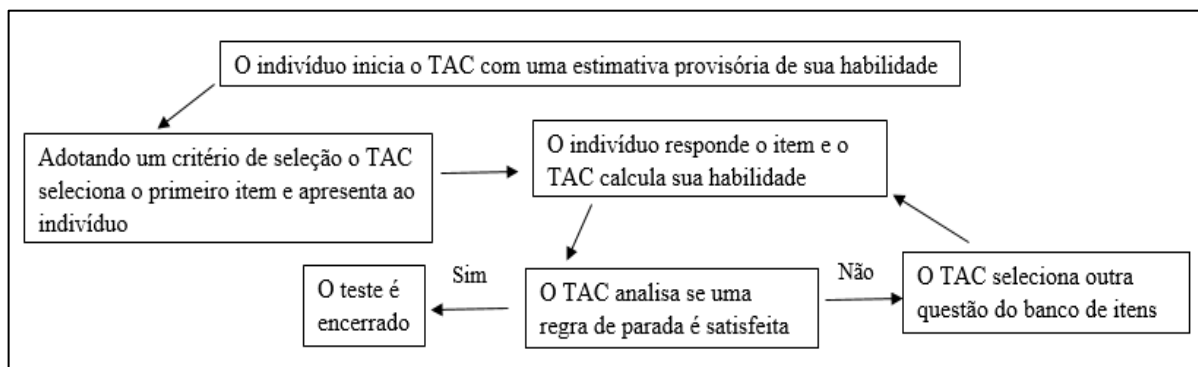 O indivíduo inicia o TAC com uma estimativa provisória de sua habilidade
Adotando um critério de seleção o TAC
seleciona o primeiro item e apresenta ao
indivíduo
O indivíduo responde o item e o
TAC calcula sua habilidade
O TAC analisa se uma
regra de parada é satisfeita
Sim
O teste é
encerrado
Não
O TAC seleciona outra
questão do banco de itens